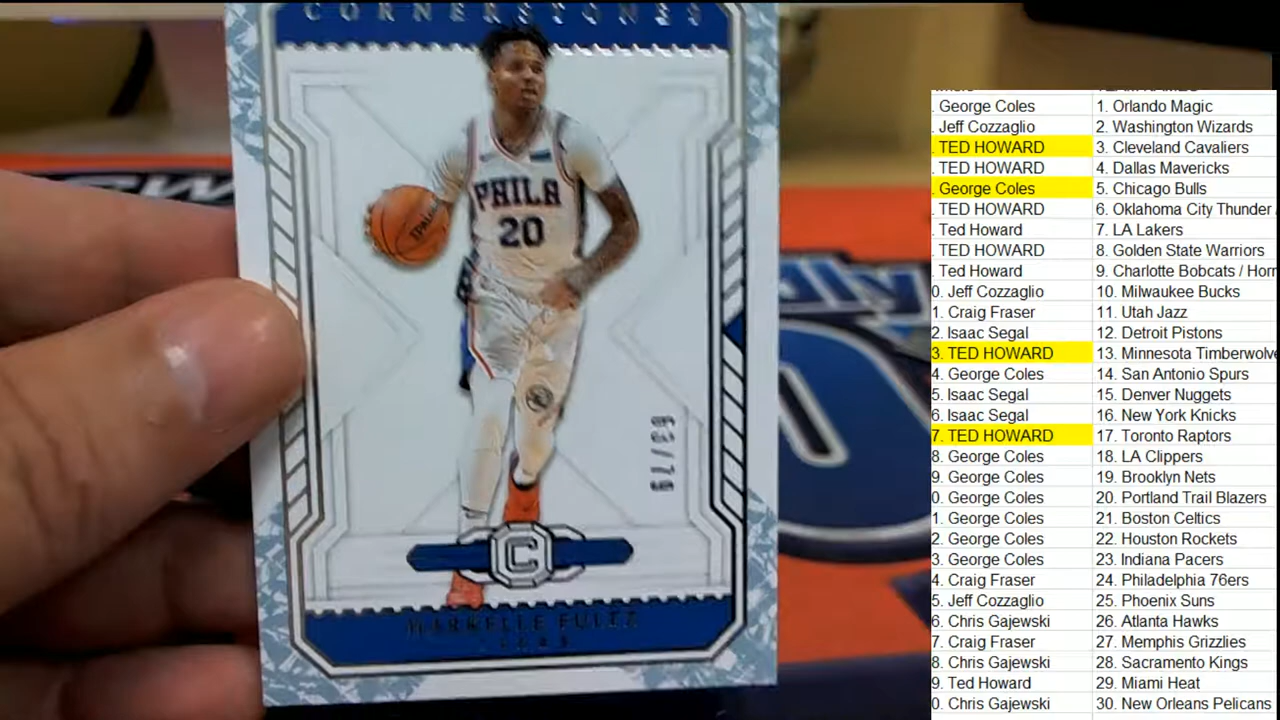 CORNERSTONES
PHILA
20
SPALDING
63/79
C
MARKELLE FULTZ
76ERS
George Coles 1. Orlando Magic
Jeff Cozzaglio 2. Washington Wizards
. TED HOWARD 3. Cleveland Cavaliers
. TED HOWARD 4. Dallas Mavericks
. George Coles 5. Chicago Bulls
. TED HOWARD 6. Oklahoma City Thunder
. Ted Howard 7. LA Lakers
. TED HOWARD 8. Golden State Warriors
. Ted Howard 9. Charlotte Bobcats / Horr
0. Jeff Cozzaglio 10. Milwaukee Bucks
1. Craig Fraser 11. Utah Jazz
2. Isaac Segal 12. Detroit Pistons
3. TED HOWARD 13. Minnesota Timberwolve
4. George Coles 14. San Antonio Spurs
5. Isaac Segal 15. Denver Nuggets
6. Isaac Segal 16. New York Knicks
7. TED HOWARD 17. Toronto Raptors
8. George Coles 18. LA Clippers
9. George Coles 19. Brooklyn Nets
0. George Coles 20. Portland Trail Blazers
1. George Coles 21. Boston Celtics
2. George Coles 22. Houston Rockets
3. George Coles 23. Indiana Pacers
4. Craig Fraser 24. Philadelphia 76ers
5. Jeff Cozzaglio 25. Phoenix Suns
6. Chris Gajewski 26. Atlanta Hawks
7. Craig Fraser 27. Memphis Grizzlies
8. Chris Gajewski 28. Sacramento Kings
9. Ted Howard 29. Miami Heat
0. Chris Gajewski 30. New Orleans Pelicans